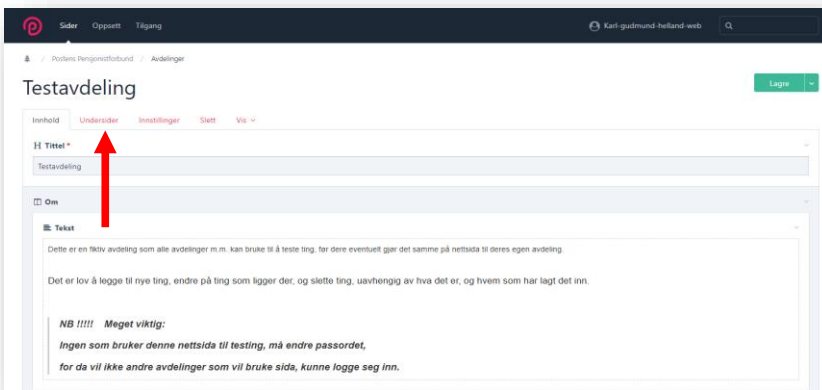 Sider Oppsett Tilgang Karl-gudmund-helland-web
/ Postens Pensjonistforbund / Avdelinger
Testavdeling
Lagre
Innhold Undersider Innstillinger Slett Vis
Tittel *
Testavdeling
Om
Tekst
Dette er en fiktiv avdeling som alle avdelinger m.m. kan bruke til å teste ting, før dere eventuelt gjør det samme på nettsida til deres egen avdeling.
Det er lov å legge til nye ting, endre på ting som ligger der, og slette ting, uavhengig av hva det er, og hvem som har lagt det inn.
NB !!!!! Meget viktig:
Ingen som bruker denne nettsida til testing, må endre passordet,
for da vil ikke andre avdelinger som vil bruke sida, kunne logge seg inn.